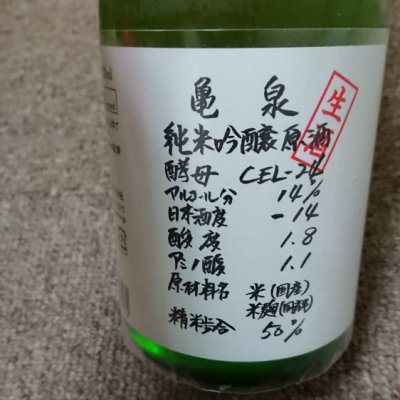 亀泉
生酒
純米吟醸原酒
酵母 CEL-24
アルコール分 14%
日本酒度 -14
酸度 1.8
アミノ酸 1.1
原材料名 米(国産)
米麹(国産米)
精米歩合 50%